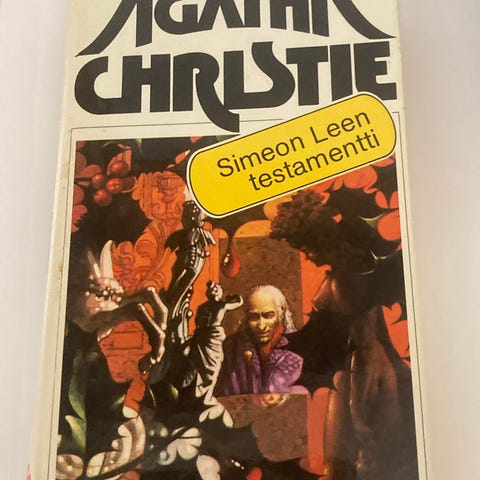 AGATHA
CHRISTIE
Simeon Leen
testamentti